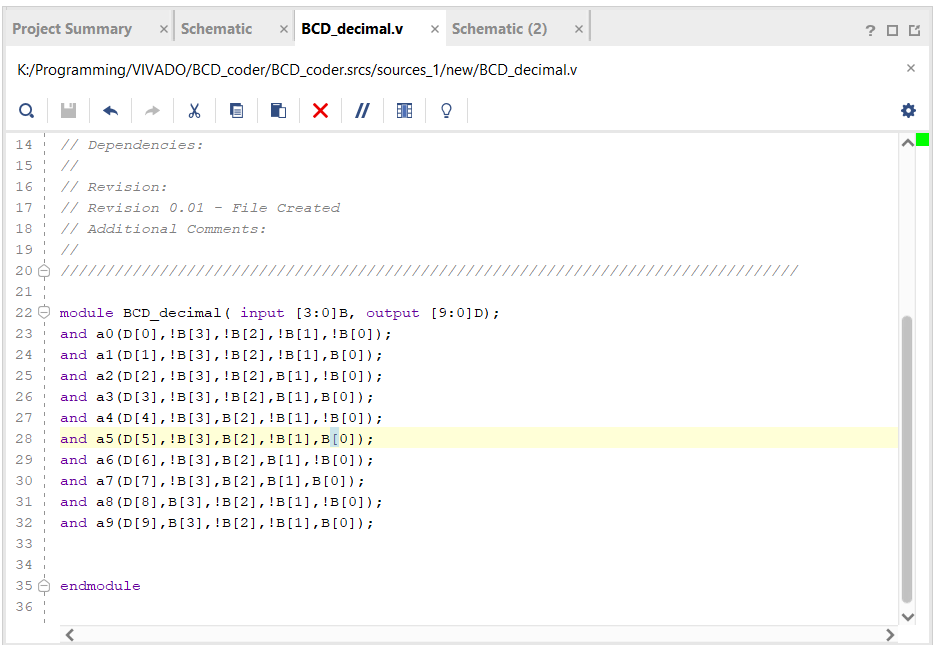 Project Summary × Schematic × BCD_decimal.v × Schematic (2) × ?
K:/Programming/VIVADO/BCD_coder/BCD_coder.srcs/sources_1/new/BCD_decimal.v ×
14 // Dependencies:
15 //
16 // Revision:
17 // Revision 0.01 - File Created
18 // Additional Comments:
19 //
20 //////////////////////////////////////////////////////////////////////////////////
21
22 module BCD_decimal( input [3:0]B, output [9:0]D);
23 and a0(D[0],!B[3],!B[2],!B[1],!B[0]);
24 and a1(D[1],!B[3],!B[2],!B[1],B[0]);
25 and a2(D[2],!B[3],!B[2],B[1],!B[0]);
26 and a3(D[3],!B[3],!B[2],B[1],B[0]);
27 and a4(D[4],!B[3],B[2],!B[1],!B[0]);
28 and a5(D[5],!B[3],B[2],!B[1],B[0]);
29 and a6(D[6],!B[3],B[2],B[1],!B[0]);
30 and a7(D[7],!B[3],B[2],B[1],B[0]);
31 and a8(D[8],B[3],!B[2],!B[1],!B[0]);
32 and a9(D[9],B[3],!B[2],!B[1],B[0]);
33
34
35 endmodule
36